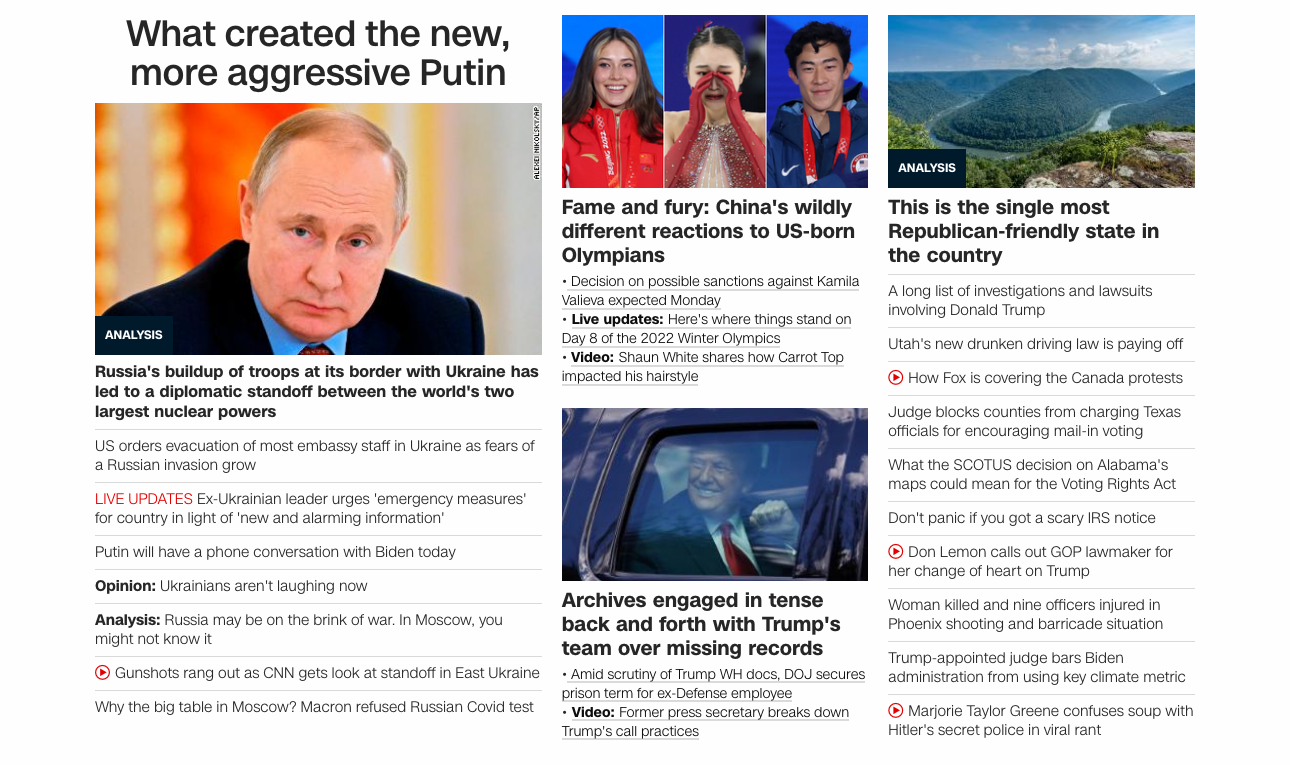 What created the new,
more aggressive Putin
ALEXEI NIKOLSKY/AP
ANALYSIS
Russia's buildup of troops at its border with Ukraine has
led to a diplomatic standoff between the world's two
largest nuclear powers
US orders evacuation of most embassy staff in Ukraine as fears of
a Russian invasion grow
LIVE UPDATES Ex-Ukrainian leader urges 'emergency measures'
for country in light of 'new and alarming information'
Putin will have a phone conversation with Biden today
Opinion: Ukrainians aren't laughing now
Analysis: Russia may be on the brink of war. In Moscow, you
might not know it
Gunshots rang out as CNN gets look at standoff in East Ukraine
Why the big table in Moscow? Macron refused Russian Covid test
BEIJING 2022
Fame and fury: China's wildly
different reactions to US-born
Olympians
• Decision on possible sanctions against Kamila
Valieva expected Monday
• Live updates: Here's where things stand on
Day 8 of the 2022 Winter Olympics
• Video: Shaun White shares how Carrot Top
impacted his hairstyle
Archives engaged in tense
back and forth with Trump's
team over missing records
• Amid scrutiny of Trump WH docs, DOJ secures
prison term for ex-Defense employee
• Video: Former press secretary breaks down
Trump's call practices
ANALYSIS
This is the single most
Republican-friendly state in
the country
A long list of investigations and lawsuits
involving Donald Trump
Utah's new drunken driving law is paying off
How Fox is covering the Canada protests
Judge blocks counties from charging Texas
officials for encouraging mail-in voting
What the SCOTUS decision on Alabama's
maps could mean for the Voting Rights Act
Don't panic if you got a scary IRS notice
Don Lemon calls out GOP lawmaker for
her change of heart on Trump
Woman killed and nine officers injured in
Phoenix shooting and barricade situation
Trump-appointed judge bars Biden
administration from using key climate metric
Marjorie Taylor Greene confuses soup with
Hitler's secret police in viral rant